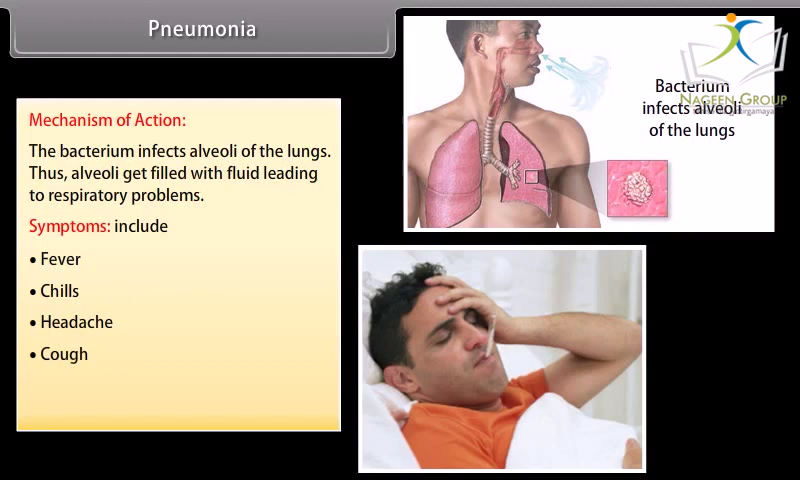 Pneumonia
Mechanism of Action:
The bacterium infects alveoli of the lungs.
Thus, alveoli get filled with fluid leading
to respiratory problems.
Symptoms: include
• Fever
• Chills
• Headache
• Cough
Bacterium
infects alveoli
of the lungs
NAGEEN GROUP